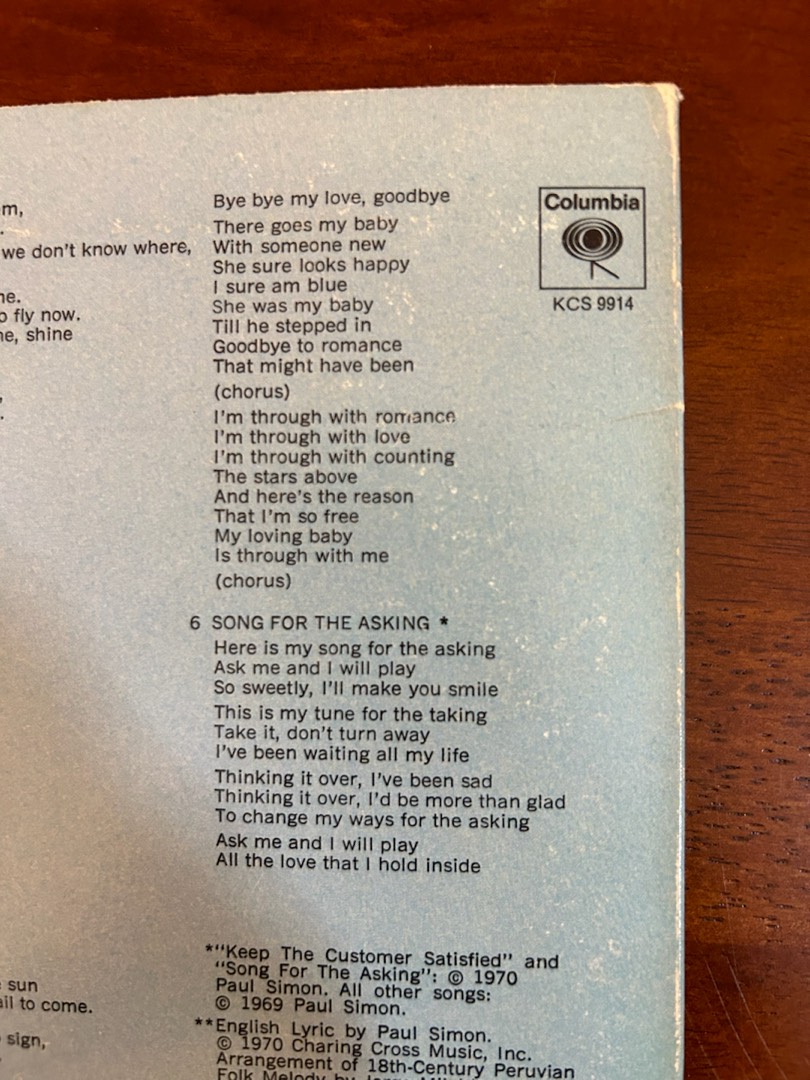 m,
.
we don't know where,
ne.
o fly now.
ne, shine
,
.
sun
ail to come.
sign,
Bye bye my love, goodbye
There goes my baby
With someone new
She sure looks happy
I sure am blue
She was my baby
Till he stepped in
Goodbye to romance
That might have been
(chorus)
I'm through with romance
I'm through with love
I'm through with counting
The stars above
And here's the reason
That I'm so free
My loving baby
Is through with me
(chorus)
6 SONG FOR THE ASKING *
Here is my song for the asking
Ask me and I will play
So sweetly, I'll make you smile
This is my tune for the taking
Take it, don't turn away
I've been waiting all my life
Thinking it over, I've been sad
Thinking it over, I'd be more than glad
To change my ways for the asking
Ask me and I will play
All the love that I hold inside
*"Keep The Customer Satisfied" and
"Song For The Asking": © 1970
Paul Simon. All other songs:
© 1969 Paul Simon.
**English Lyric by Paul Simon.
© 1970 Charing Cross Music, Inc.
Arrangement of 18th-Century Peruvian
Folk Melody by
Columbia
KCS 9914